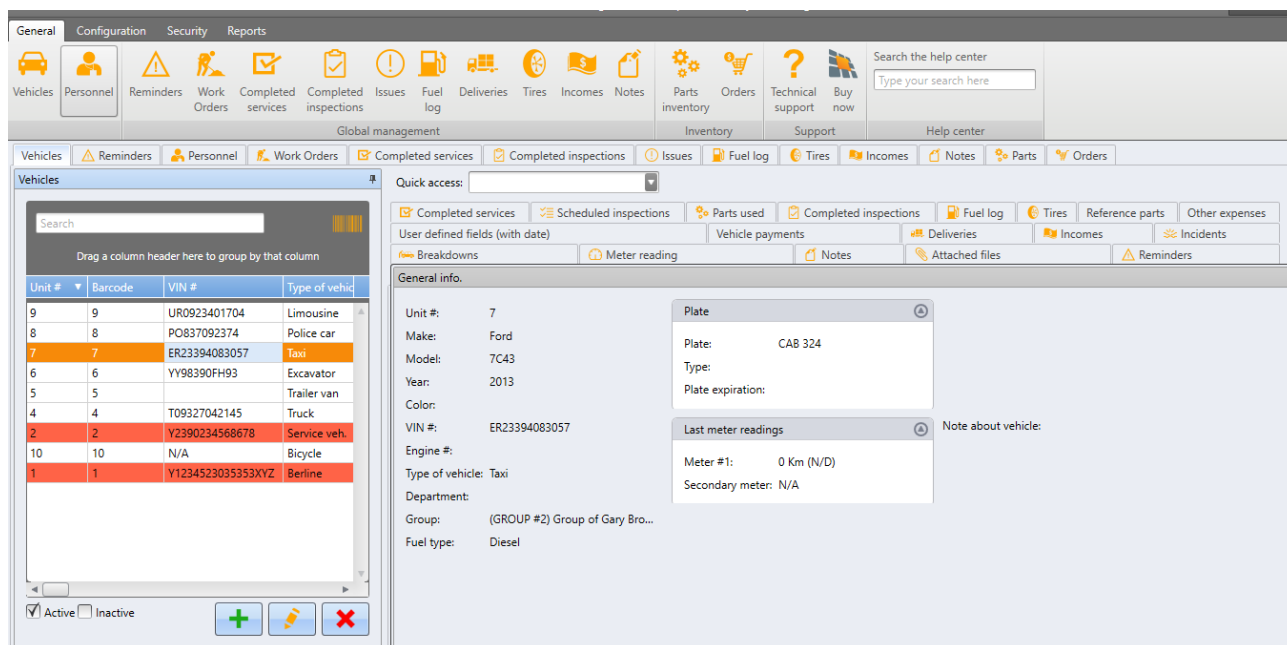 General Configuration Security Reports
Vehicles Personnel Reminders Work Orders Completed services Completed inspections Issues Fuel log Deliveries Tires Incomes Notes Parts inventory Orders Technical support Buy now
Search the help center
Type your search here
Global management Inventory Support Help center
Vehicles Reminders Personnel Work Orders Completed services Completed inspections Issues Fuel log Tires Incomes Notes Parts Orders
Vehicles
Quick access:
Search
Drag a column header here to group by that column
Unit # Barcode VIN # Type of vehic
9 9 UR0923401704 Limousine
8 8 PO837092374 Police car
7 7 ER23394083057 Taxi
6 6 YY98390FH93 Excavator
5 5 Trailer van
4 4 T09327042145 Truck
2 2 Y2390234568678 Service veh.
10 10 N/A Bicycle
1 1 Y1234523035353XYZ Berline
Active Inactive
Completed services Scheduled inspections Parts used Completed inspections Fuel log Tires Reference parts Other expenses
User defined fields (with date) Vehicle payments Deliveries Incomes Incidents
Breakdowns Meter reading Notes Attached files Reminders
General info.
Unit #: 7
Make: Ford
Model: 7C43
Year: 2013
Color:
VIN #: ER23394083057
Engine #:
Type of vehicle: Taxi
Department:
Group: (GROUP #2) Group of Gary Bro...
Fuel type: Diesel
Plate
Plate: CAB 324
Type:
Plate expiration:
Last meter readings
Meter #1: 0 Km (N/D)
Secondary meter: N/A
Note about vehicle: